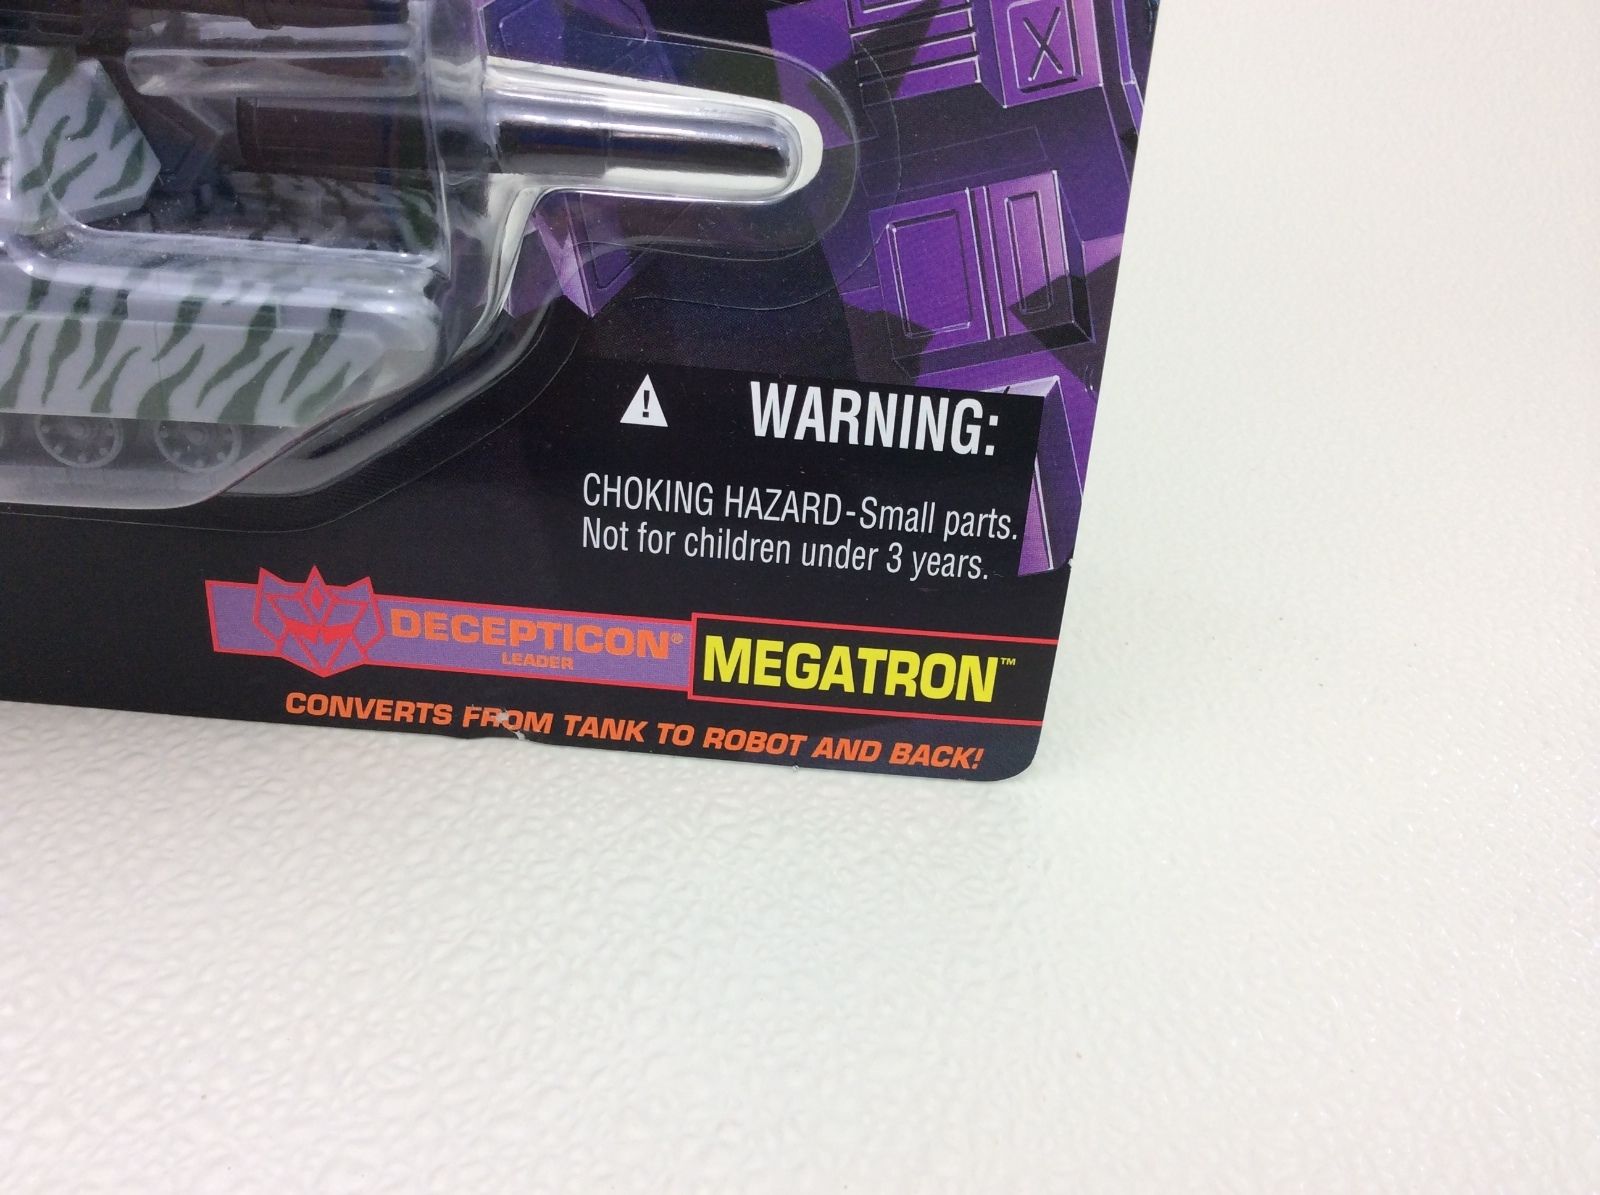 WARNING:
CHOKING HAZARD-Small parts.
Not for children under 3 years.
DECEPTICON®
LEADER
MEGATRON™
CONVERTS FROM TANK TO ROBOT AND BACK!